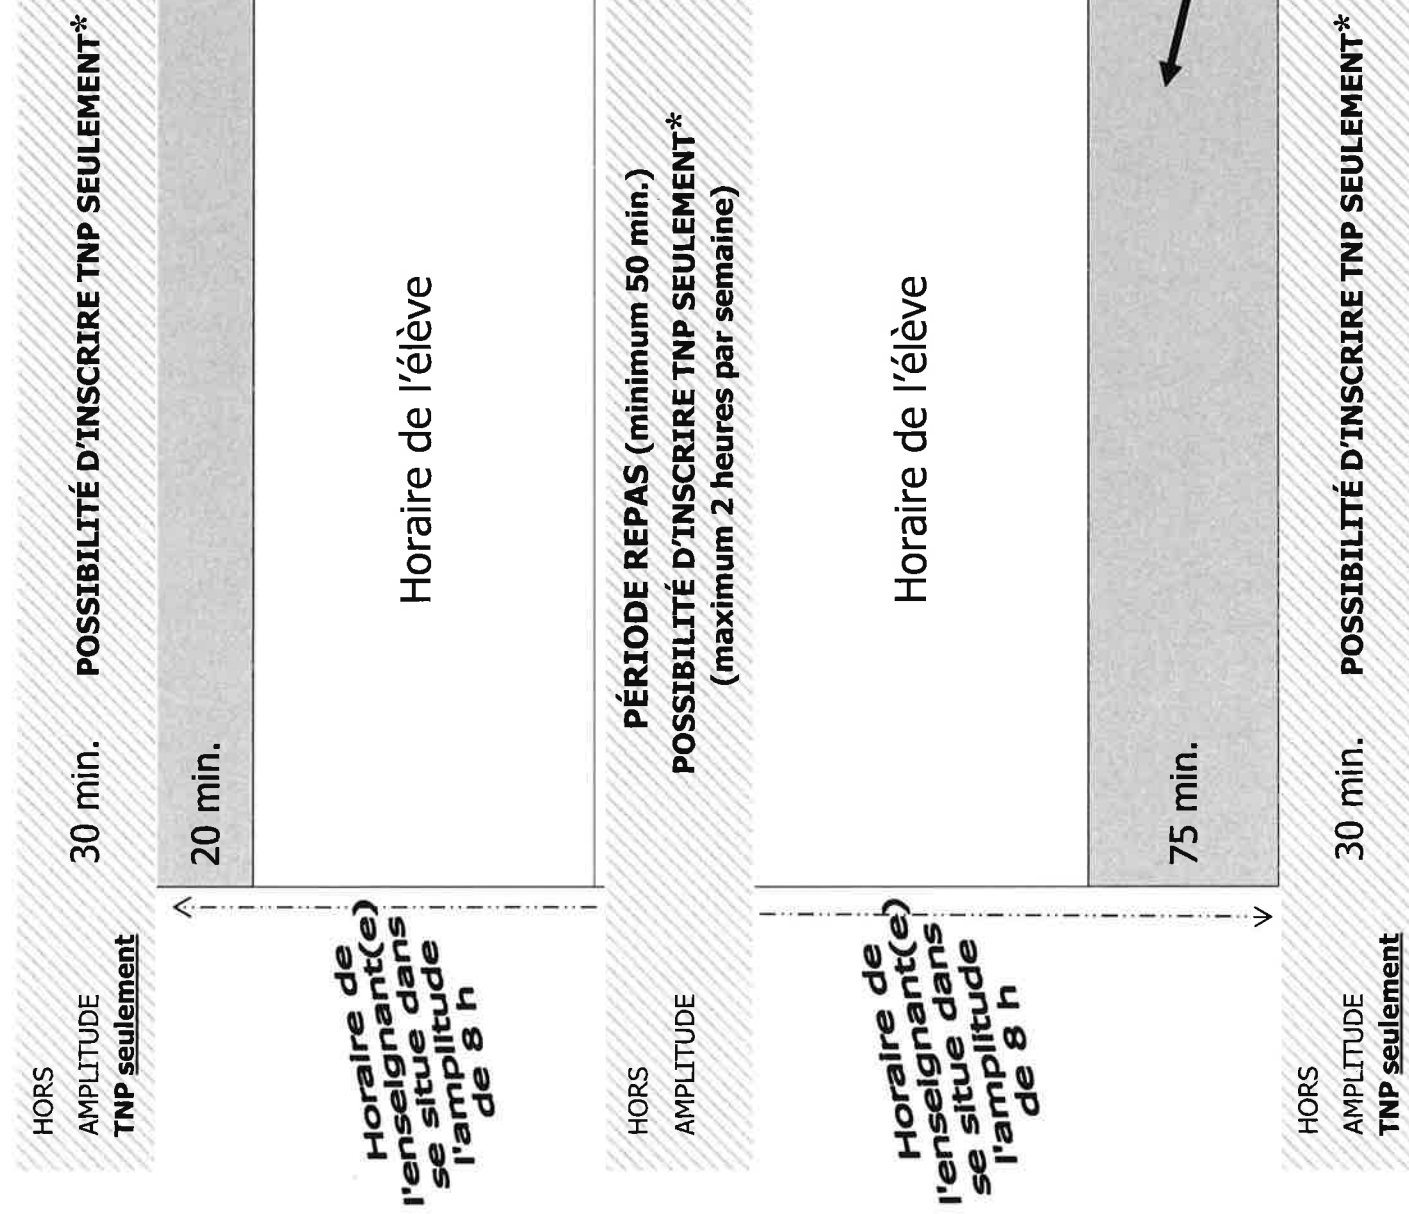 HORS
AMPLITUDE
TNP seulement
30 min. POSSIBILITÉ D'INSCRIRE TNP SEULEMENT*
20 min.
Horaire de
l'enseignant(e)
se situe dans
l'amplitude
de 8 h
Horaire de l'élève
HORS
AMPLITUDE
PÉRIODE REPAS (minimum 50 min.)
POSSIBILITÉ D'INSCRIRE TNP SEULEMENT*
(maximum 2 heures par semaine)
Horaire de
l'enseignant(e)
se situe dans
l'amplitude
de 8 h
Horaire de l'élève
75 min.
HORS
AMPLITUDE
TNP seulement
30 min. POSSIBILITÉ D'INSCRIRE TNP SEULEMENT*